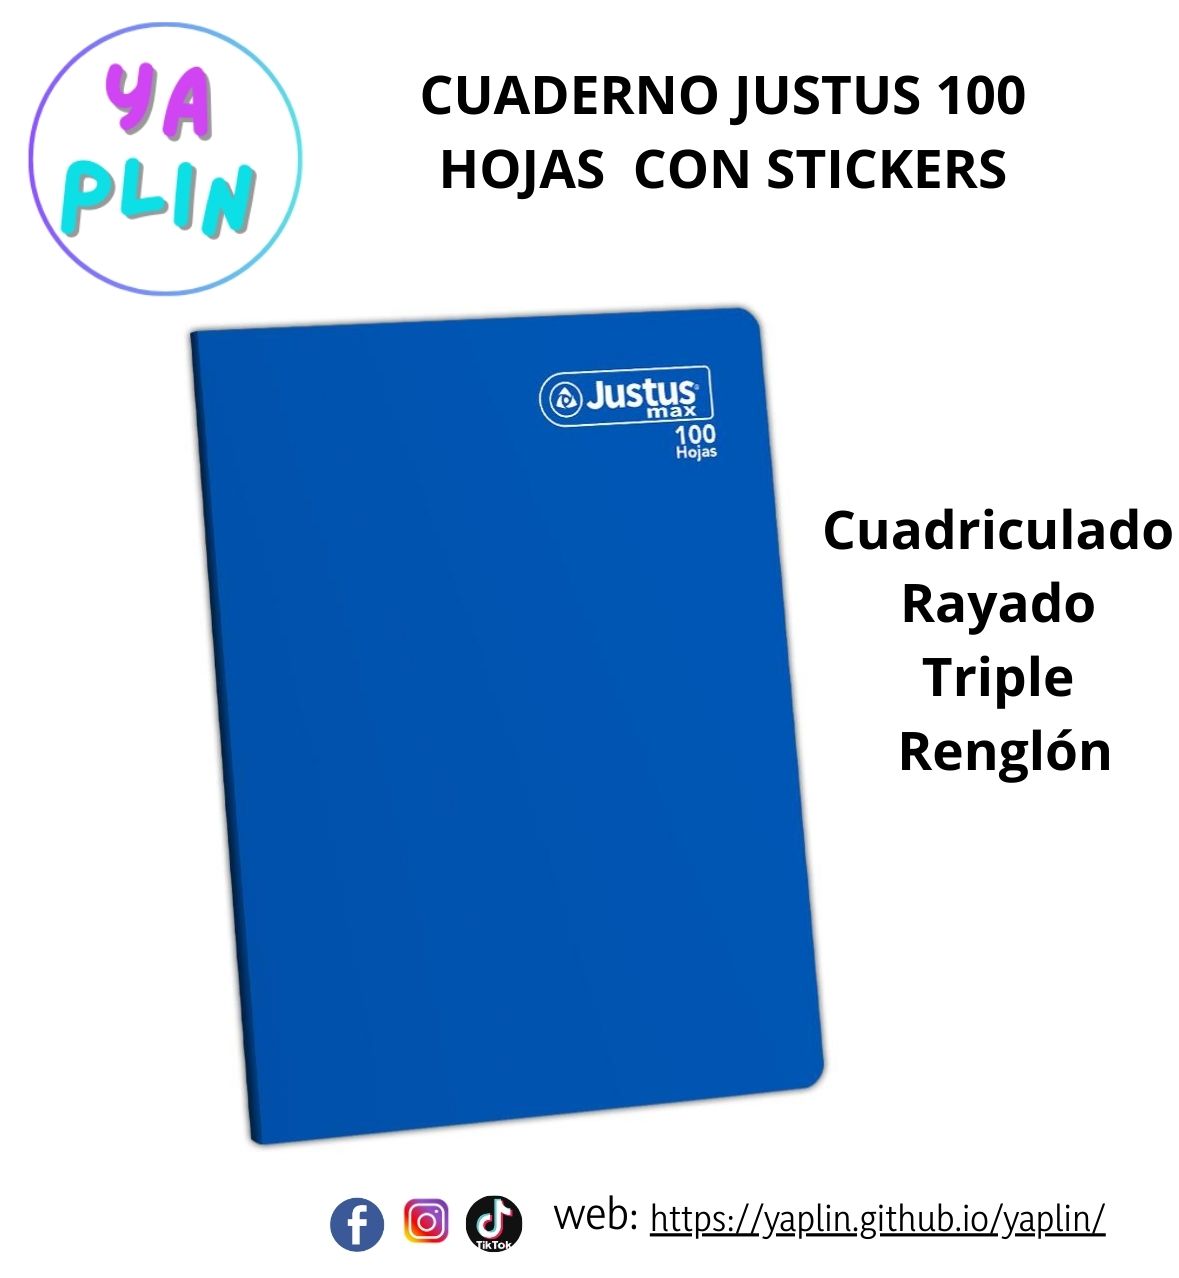 YA
PLIN
CUADERNO JUSTUS 100
HOJAS CON STICKERS
Justus
max
100
Hojas
Cuadriculado
Rayado
Triple
Renglón
TikTok
web: https://yaplin.github.io/yaplin/